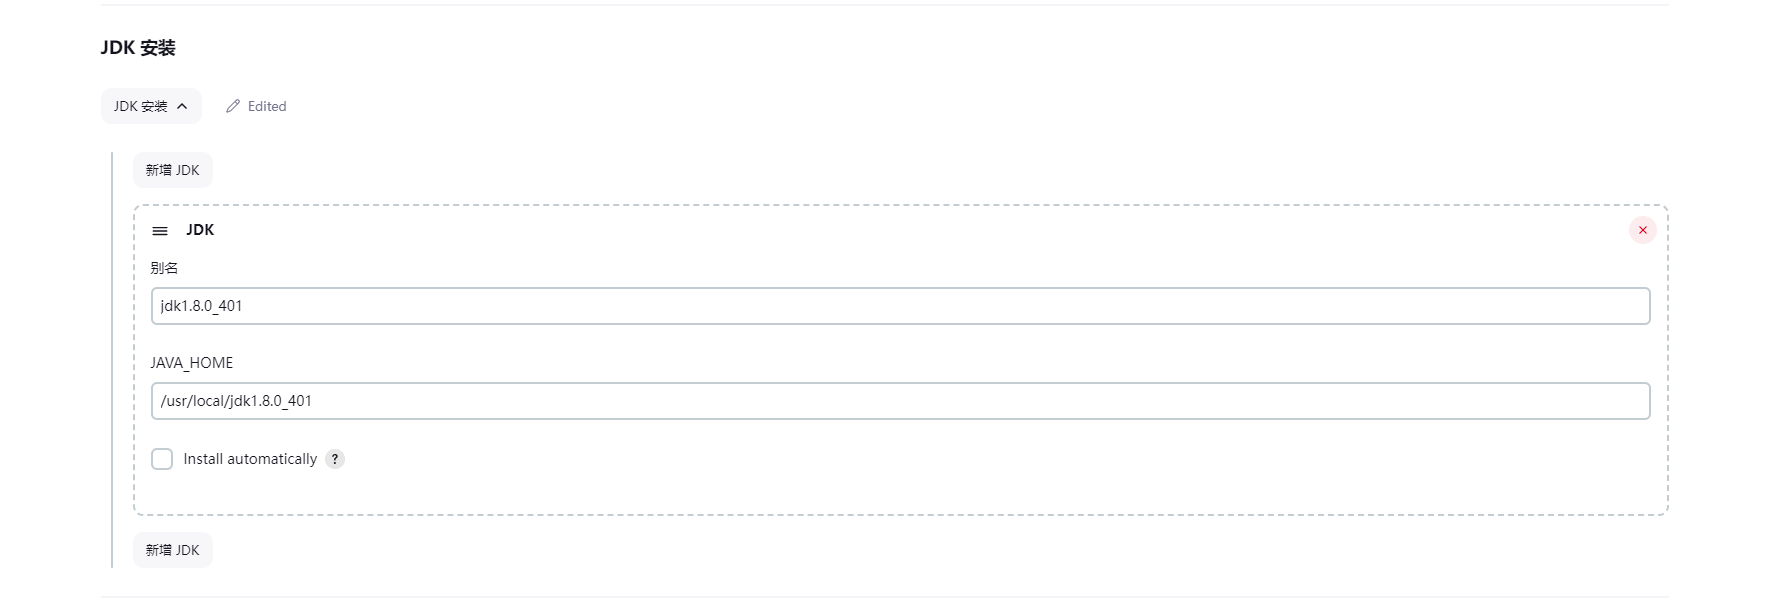 JDK 安装
JDK 安装
Edited
新增 JDK
JDK
别名
jdk1.8.0_401
JAVA_HOME
/usr/local/jdk1.8.0_401
Install automatically ?
新增 JDK